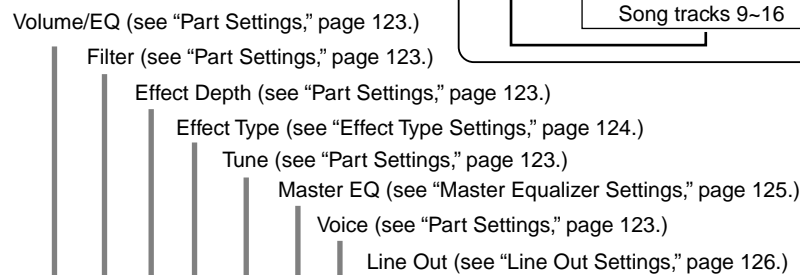 Song tracks 9~16
Volume/EQ (see “Part Settings,” page 123.)
Filter (see “Part Settings,” page 123.)
Effect Depth (see “Part Settings,” page 123.)
Effect Type (see “Effect Type Settings,” page 124.)
Tune (see “Part Settings,” page 123.)
Master EQ (see “Master Equalizer Settings,” page 125.)
Voice (see “Part Settings,” page 123.)
Line Out (see “Line Out Settings,” page 126.)